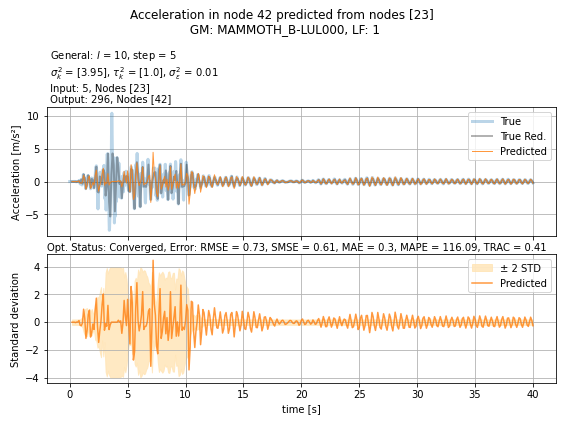 Acceleration in node 42 predicted from nodes [23]
GM: MAMMOTH_B-LUL000, LF: 1
General: l = 10, step = 5
σ²ₖ = [3.95], τ²ₖ = [1.0], σ²ε = 0.01
Input: 5, Nodes [23]
Output: 296, Nodes [42]
Acceleration [m/s²]
10
5
0
−5
True
True Red.
Predicted
Opt. Status: Converged, Error: RMSE = 0.73, SMSE = 0.61, MAE = 0.3, MAPE = 116.09, TRAC = 0.41
Standard deviation
4
2
0
−2
−4
± 2 STD
Predicted
0 5 10 15 20 25 30 35 40
time [s]